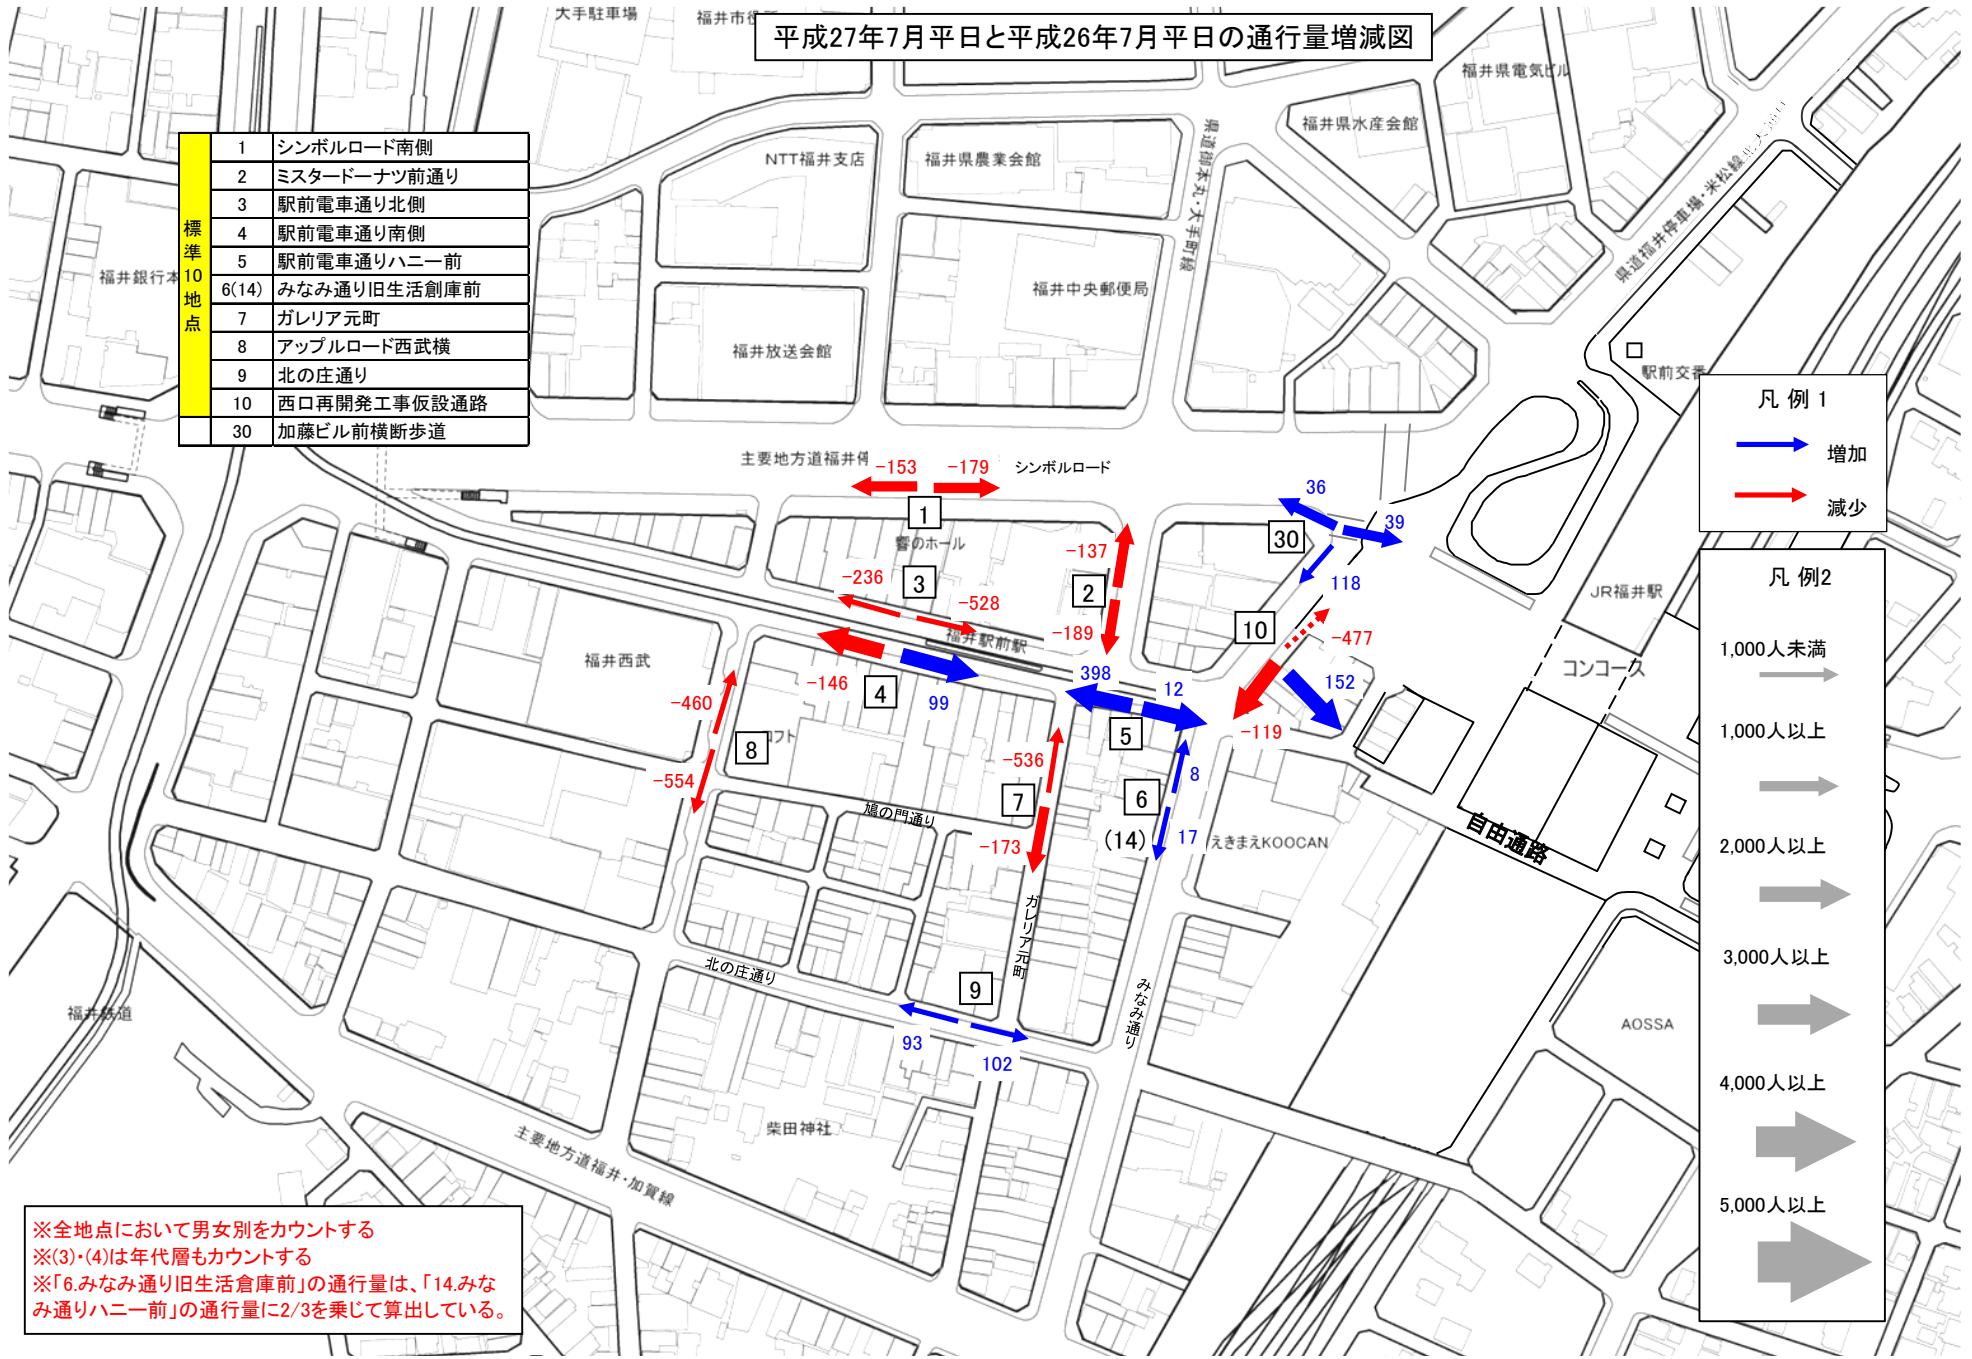 大手駐車場
福井市役
平成27年7月平日と平成26年7月平日の通行量増減図
福井県電気ビル
福井県水産会館
県道御本丸・大手町線
県道福井停車場・米松線
NTT福井支店
福井県農業会館
標準10地点
1 シンボルロード南側
2 ミスタードーナツ前通り
3 駅前電車通り北側
4 駅前電車通り南側
5 駅前電車通りハニー前
6(14) みなみ通り旧生活創庫前
7 ガレリア元町
8 アップルロード西武横
9 北の庄通り
10 西口再開発工事仮設通路
30 加藤ビル前横断歩道
福井銀行本
福井中央郵便局
福井放送会館
駅前交番
凡 例 1
増加
減少
主要地方道福井停
-153
-179
シンボルロード
1
響のホール
36
39
30
118
-137
2
-189
-236
3
-528
福井駅前駅
10
-477
152
-119
JR福井駅
コンコース
福井西武
-146
4
99
398
12
5
-460
8
ロフト
-554
-536
7
-173
6
(14)
8
17
えきまえKOOCAN
自由通路
鳩の門通り
ガレリア元町
北の庄通り
9
93
102
みなみ通り
福井鉄道
柴田神社
主要地方道福井・加賀線
AOSSA
凡 例2
1,000人未満
1,000人以上
2,000人以上
3,000人以上
4,000人以上
5,000人以上
※全地点において男女別をカウントする
※(3)・(4)は年代層もカウントする
※「6.みなみ通り旧生活倉庫前」の通行量は、「14.みな
み通りハニー前」の通行量に2/3を乗じて算出している。